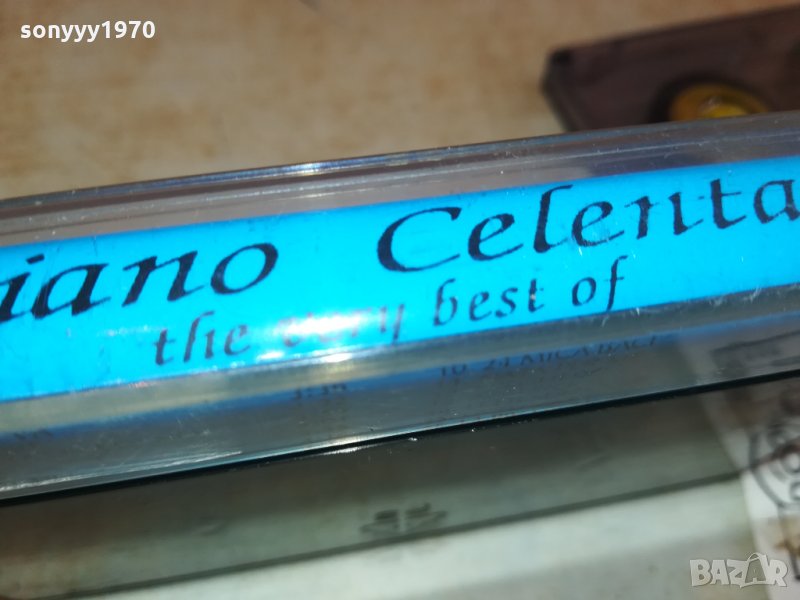 sonyyy1970
iano Celenta
the very best of
BAZAR